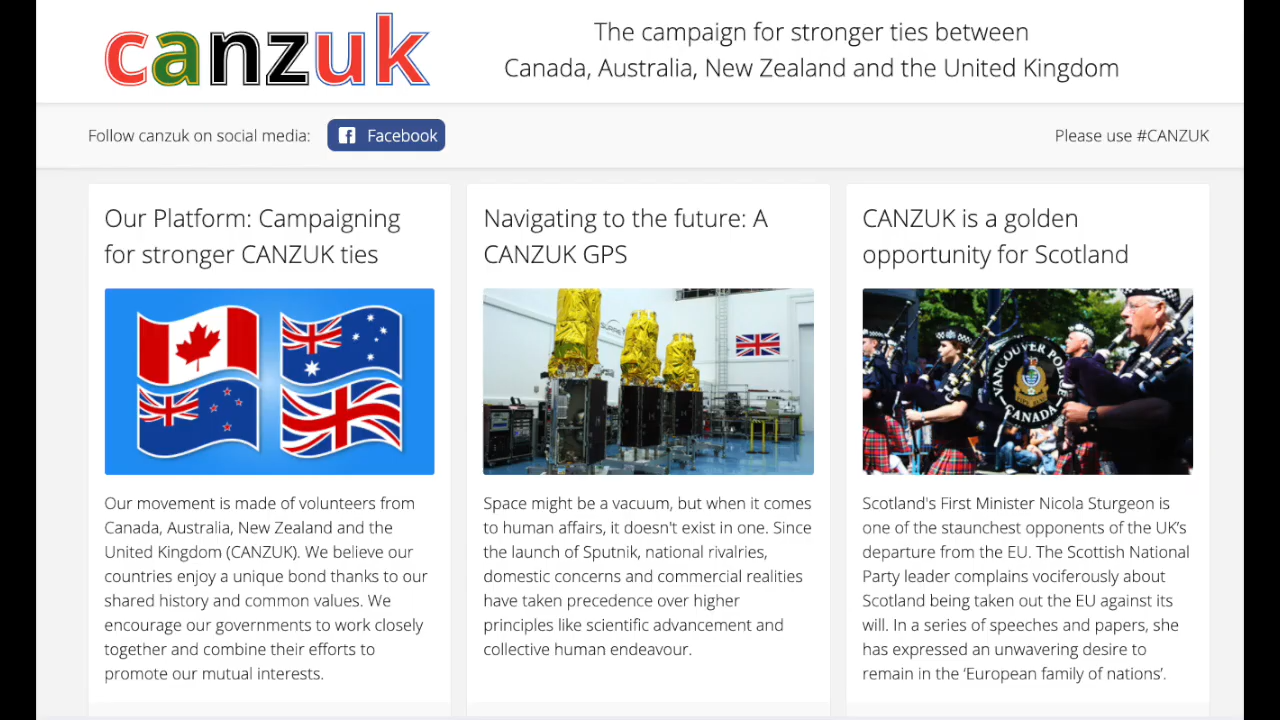 canzuk
The campaign for stronger ties between
Canada, Australia, New Zealand and the United Kingdom
Follow canzuk on social media:
Facebook
Please use #CANZUK
Our Platform: Campaigning
for stronger CANZUK ties
Our movement is made of volunteers from
Canada, Australia, New Zealand and the
United Kingdom (CANZUK). We believe our
countries enjoy a unique bond thanks to our
shared history and common values. We
encourage our governments to work closely
together and combine their efforts to
promote our mutual interests.
Navigating to the future: A
CANZUK GPS
Space might be a vacuum, but when it comes
to human affairs, it doesn't exist in one. Since
the launch of Sputnik, national rivalries,
domestic concerns and commercial realities
have taken precedence over higher
principles like scientific advancement and
collective human endeavour.
CANZUK is a golden
opportunity for Scotland
VANCOUVER POLICE
CANADA
Scotland's First Minister Nicola Sturgeon is
one of the staunchest opponents of the UK’s
departure from the EU. The Scottish National
Party leader complains vociferously about
Scotland being taken out the EU against its
will. In a series of speeches and papers, she
has expressed an unwavering desire to
remain in the ‘European family of nations’.